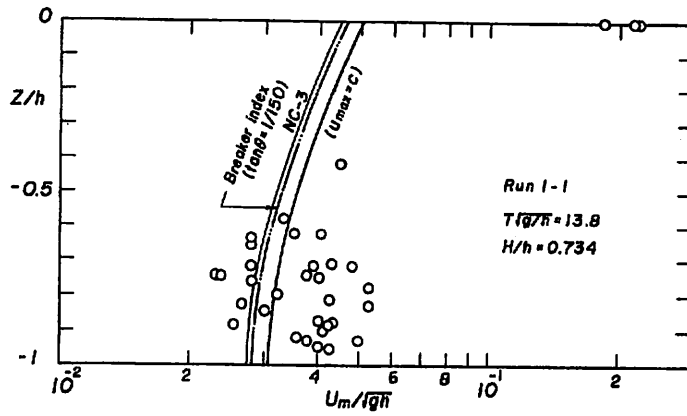 0
Z/h
-0.5
-1
Breaker index
(tanθ=1/150)
NC-3
(umax=c)
Run 1-1
T√g/h=13.8
H/h=0.734
10⁻² 2 4 6 8 10⁻¹ 2
Um/√gh